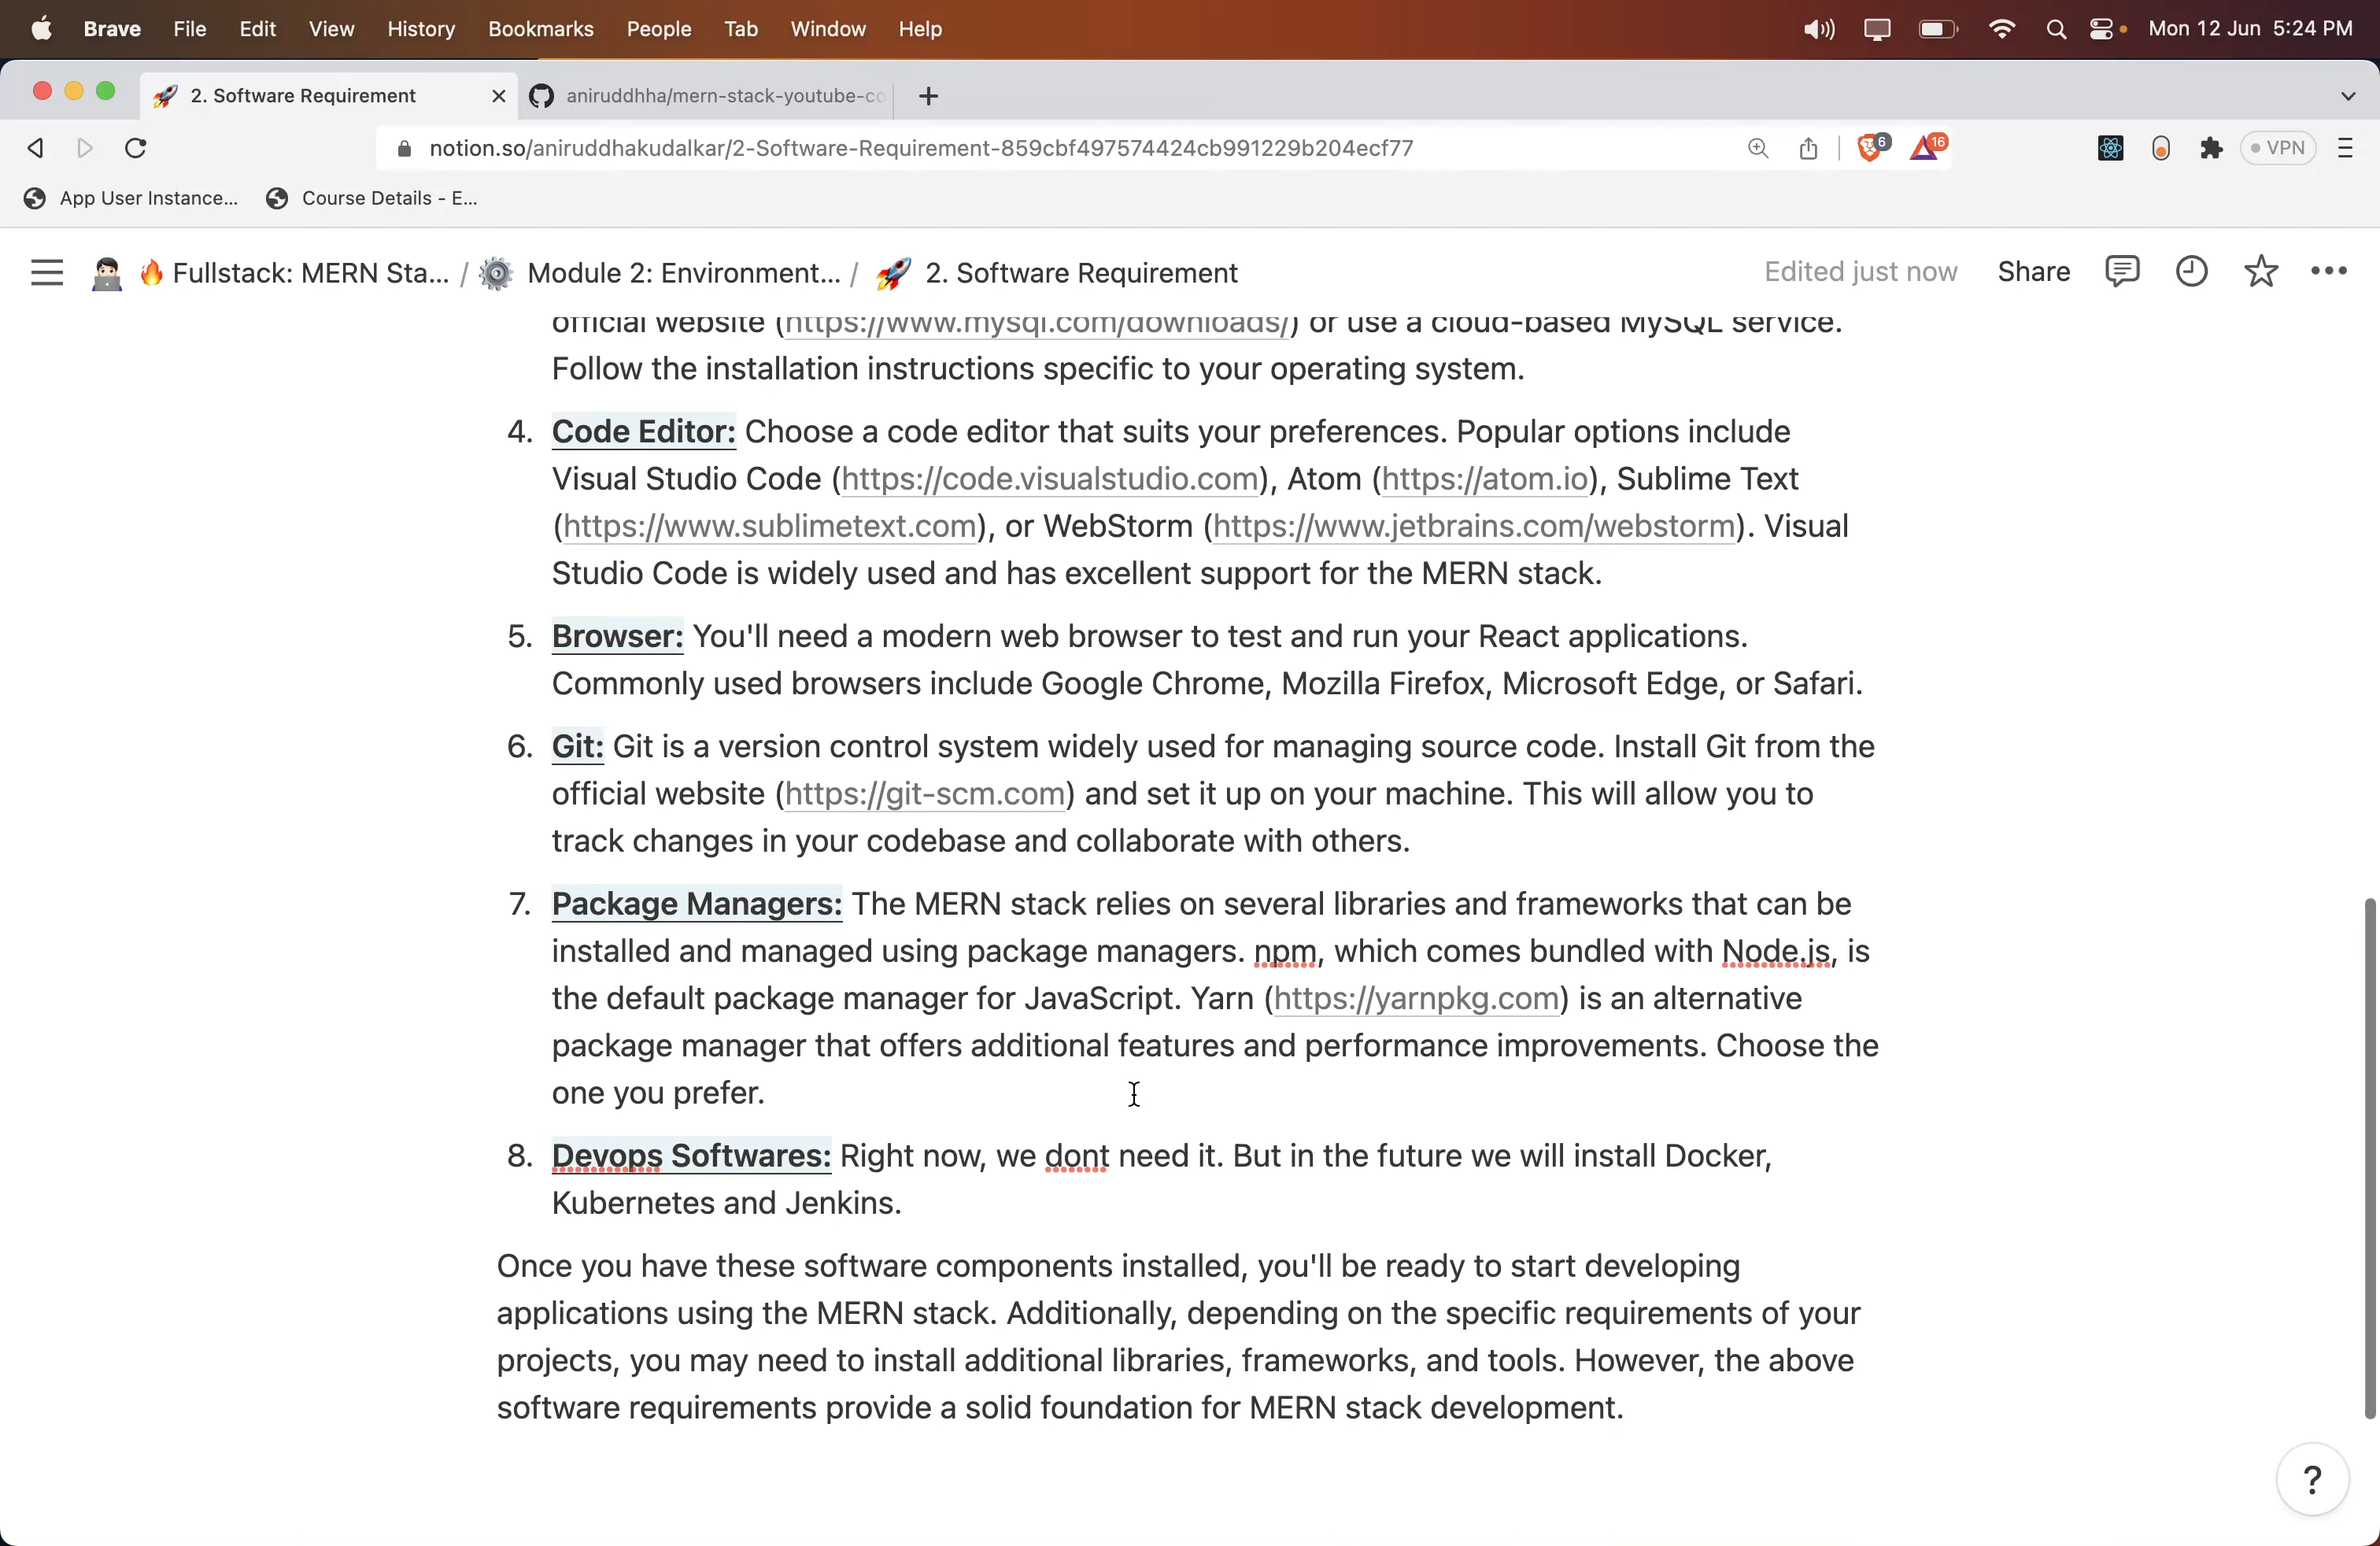 Brave File Edit View History Bookmarks People Tab Window Help Mon 12 Jun 5:24 PM
2. Software Requirement aniruddhha/mern-stack-youtube-co
notion.so/aniruddhakudalkar/2-Software-Requirement-859cbf497574424cb991229b204ecf77 6 16 VPN
App User Instance... Course Details - E...
Fullstack: MERN Sta... / Module 2: Environment... / 2. Software Requirement Edited just now Share
official website (https://www.mysql.com/downloads/) or use a cloud-based MySQL service.
Follow the installation instructions specific to your operating system.
4. Code Editor: Choose a code editor that suits your preferences. Popular options include
Visual Studio Code (https://code.visualstudio.com), Atom (https://atom.io), Sublime Text
(https://www.sublimetext.com), or WebStorm (https://www.jetbrains.com/webstorm). Visual
Studio Code is widely used and has excellent support for the MERN stack.
5. Browser: You'll need a modern web browser to test and run your React applications.
Commonly used browsers include Google Chrome, Mozilla Firefox, Microsoft Edge, or Safari.
6. Git: Git is a version control system widely used for managing source code. Install Git from the
official website (https://git-scm.com) and set it up on your machine. This will allow you to
track changes in your codebase and collaborate with others.
7. Package Managers: The MERN stack relies on several libraries and frameworks that can be
installed and managed using package managers. npm, which comes bundled with Node.js, is
the default package manager for JavaScript. Yarn (https://yarnpkg.com) is an alternative
package manager that offers additional features and performance improvements. Choose the
one you prefer.
8. Devops Softwares: Right now, we dont need it. But in the future we will install Docker,
Kubernetes and Jenkins.
Once you have these software components installed, you'll be ready to start developing
applications using the MERN stack. Additionally, depending on the specific requirements of your
projects, you may need to install additional libraries, frameworks, and tools. However, the above
software requirements provide a solid foundation for MERN stack development.
?